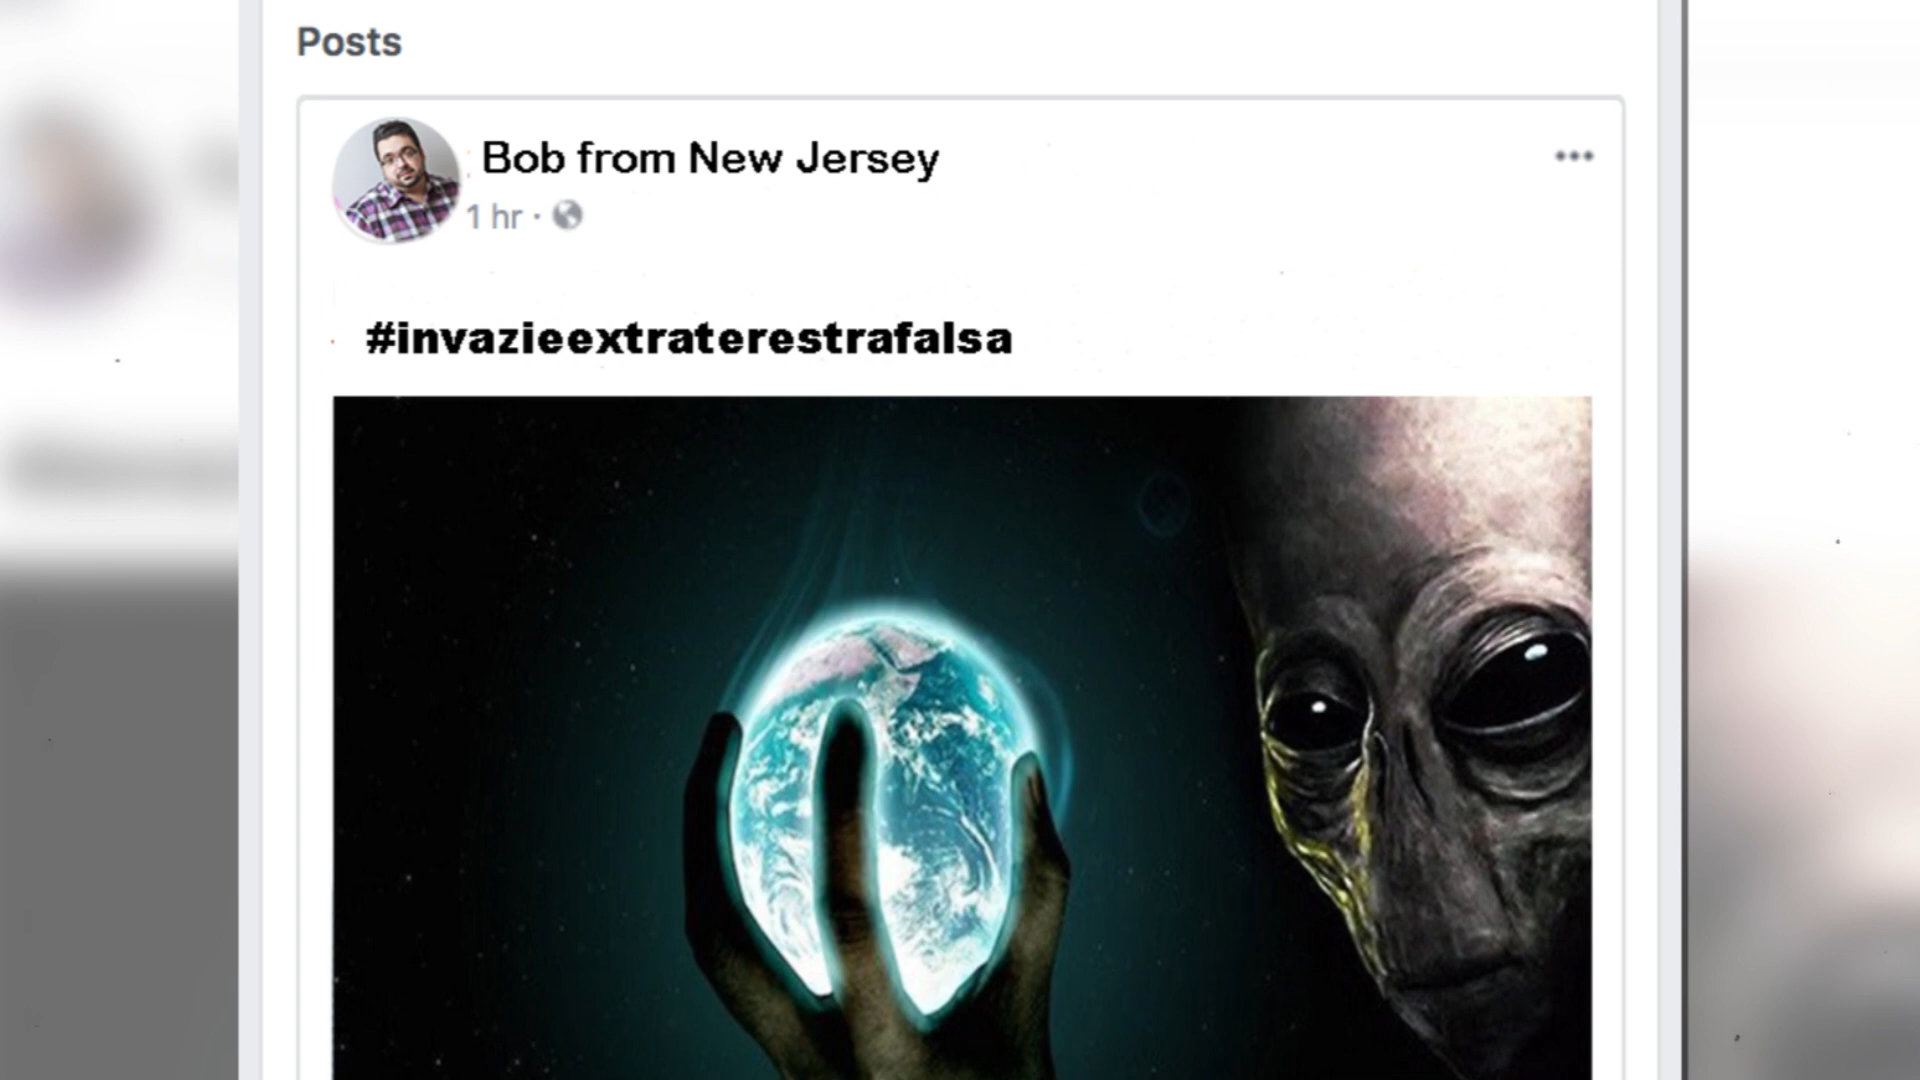 Posts
Bob from New Jersey
1 hr ·
#invazieextraterestrafalsa